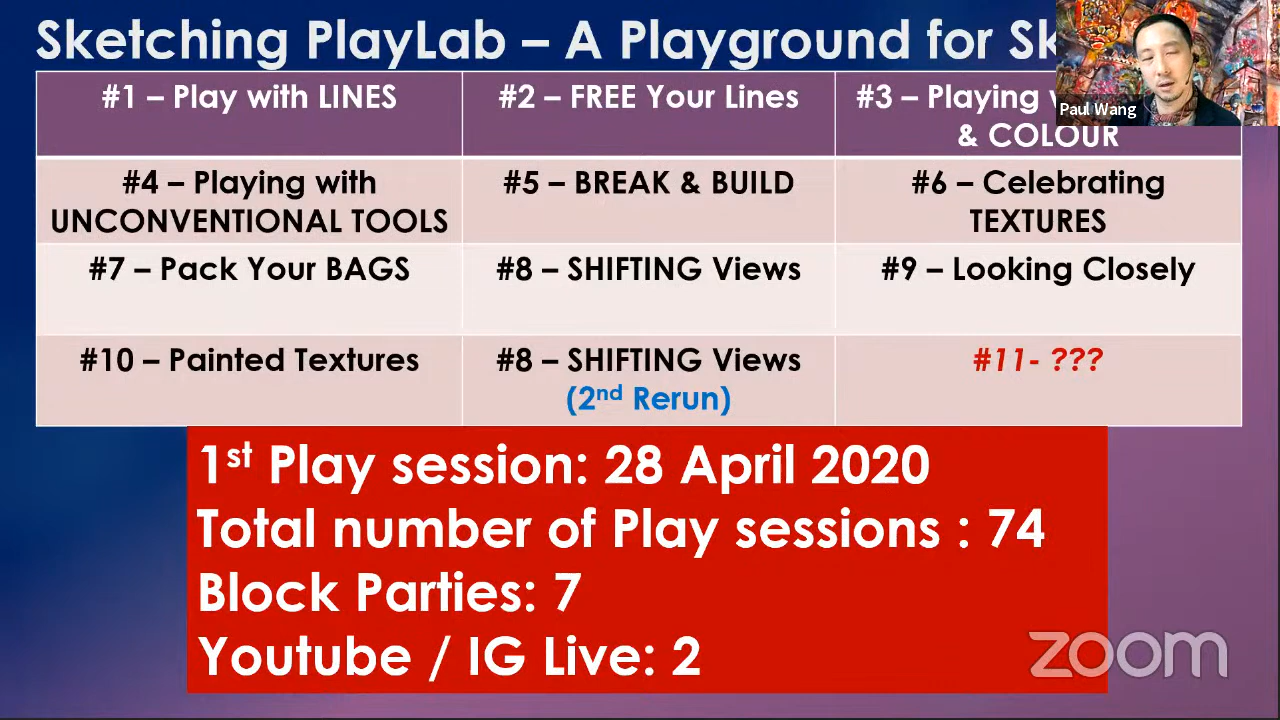 Sketching PlayLab – A Playground for Sk
#1 – Play with LINES
#2 – FREE Your Lines
#3 – Playing
& COLOUR
#4 – Playing with
UNCONVENTIONAL TOOLS
#5 – BREAK & BUILD
#6 – Celebrating
TEXTURES
#7 – Pack Your BAGS
#8 – SHIFTING Views
#9 – Looking Closely
#10 – Painted Textures
#8 – SHIFTING Views
(2nd Rerun)
#11- ???
1st Play session: 28 April 2020
Total number of Play sessions : 74
Block Parties: 7
Youtube / IG Live: 2
Paul Wang
zoom